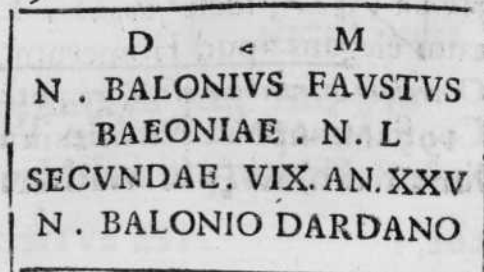 D < M
N . BALONIVS FAVSTVS
BAEONIAE . N. L
SECVNDAE. VIX. AN. XXV
N . BALONIO DARDANO